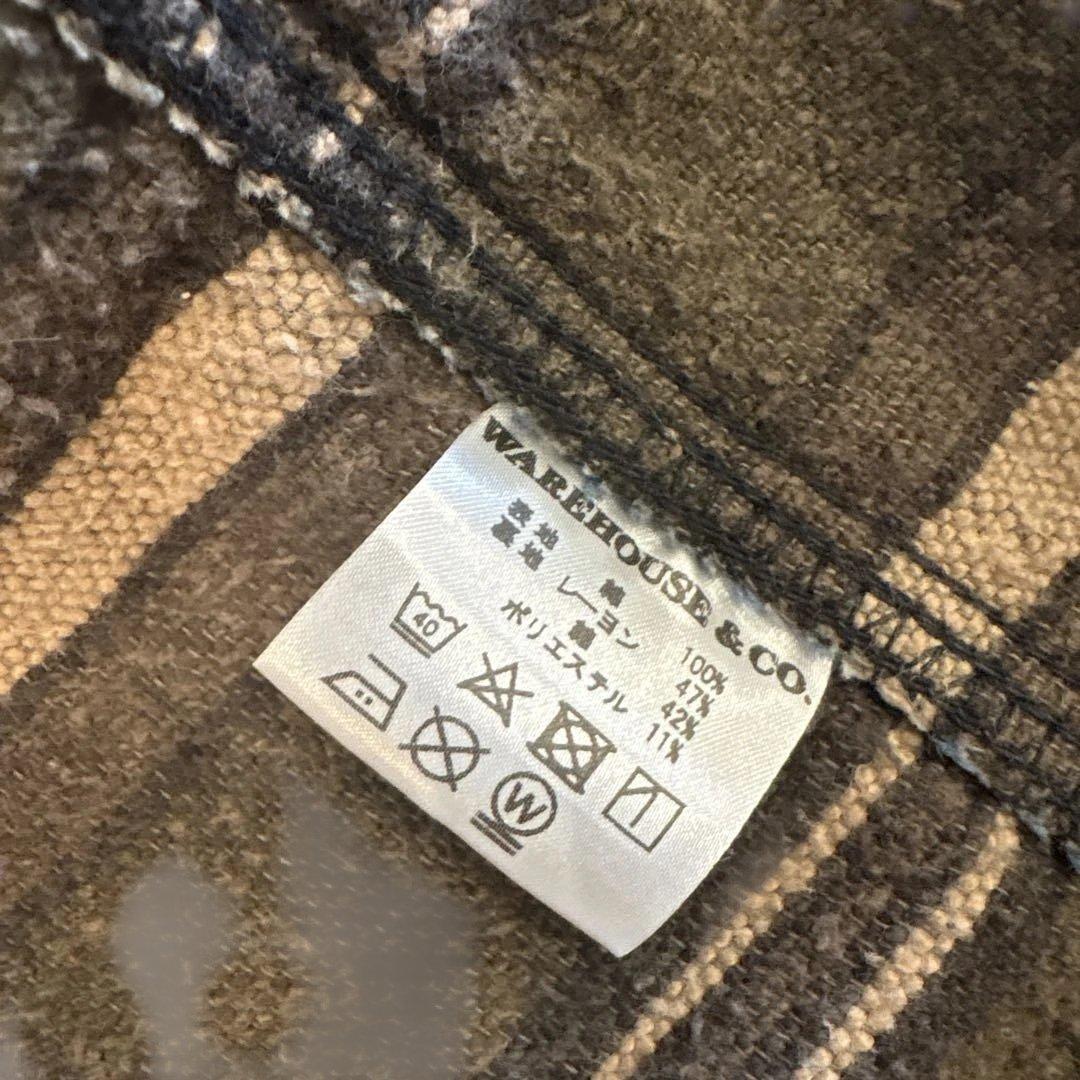 WAREHOUSE & CO.
表地 綿 100%
裏地 レーヨン 47%
綿 42%
ポリエステル 11%
40
W